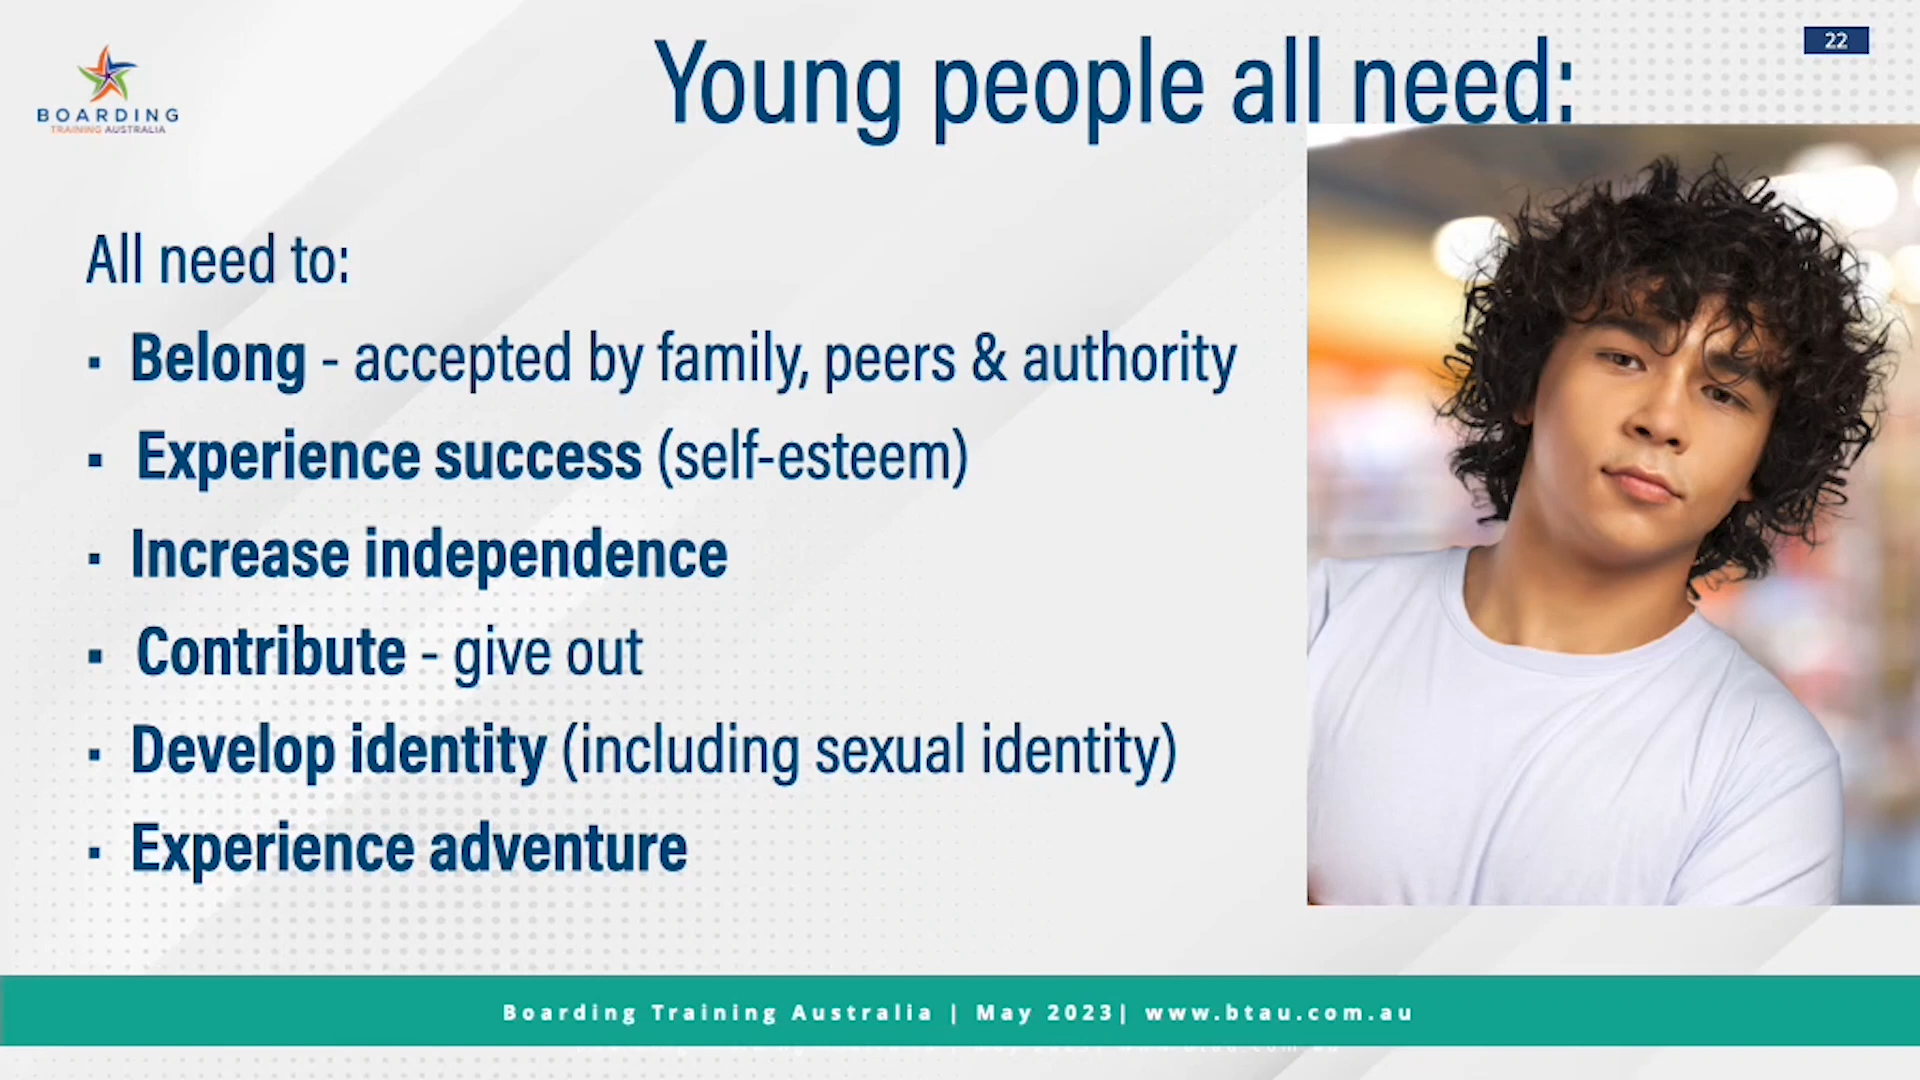 22
Young people all need:
BOARDING
TRAINING AUSTRALIA
All need to:
▪ Belong - accepted by family, peers & authority
▪ Experience success (self-esteem)
▪ Increase independence
▪ Contribute - give out
▪ Develop identity (including sexual identity)
▪ Experience adventure
Boarding Training Australia | May 2023| www.btau.com.au